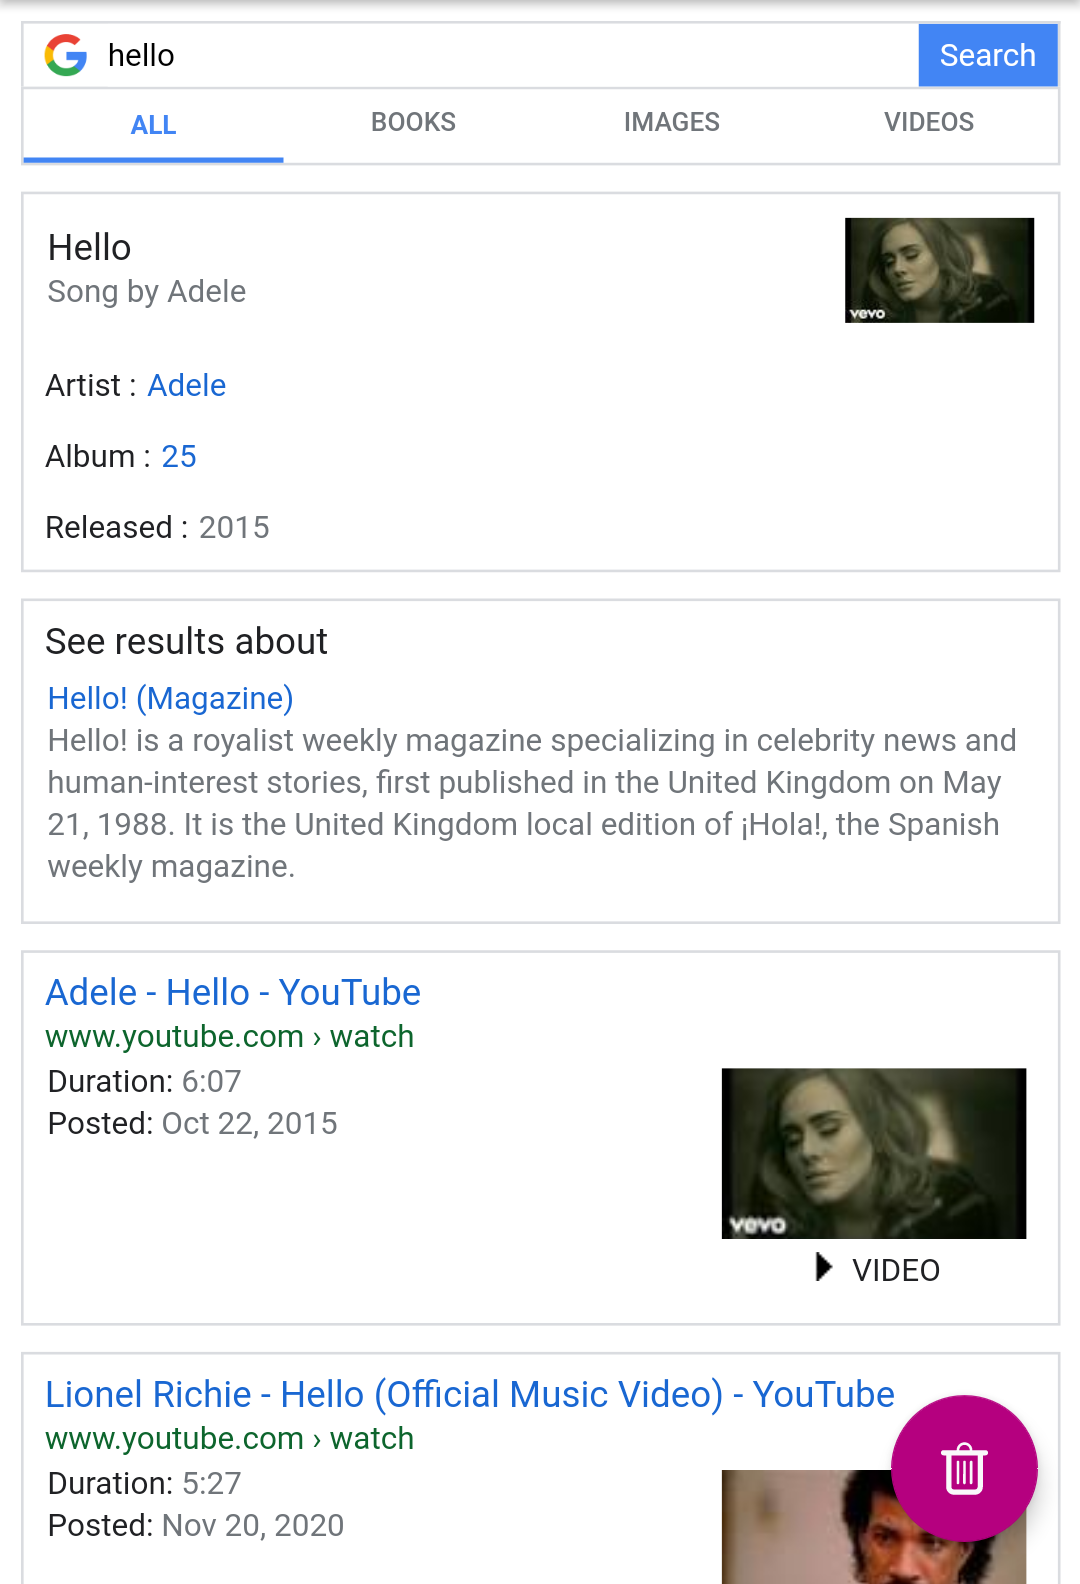 hello
Search
ALL
BOOKS
IMAGES
VIDEOS
Hello
Song by Adele
vevo
Artist : Adele
Album : 25
Released : 2015
See results about
Hello! (Magazine)
Hello! is a royalist weekly magazine specializing in celebrity news and
human-interest stories, first published in the United Kingdom on May
21, 1988. It is the United Kingdom local edition of ¡Hola!, the Spanish
weekly magazine.
Adele - Hello - YouTube
www.youtube.com › watch
Duration: 6:07
Posted: Oct 22, 2015
vevo
VIDEO
Lionel Richie - Hello (Official Music Video) - YouTube
www.youtube.com › watch
Duration: 5:27
Posted: Nov 20, 2020